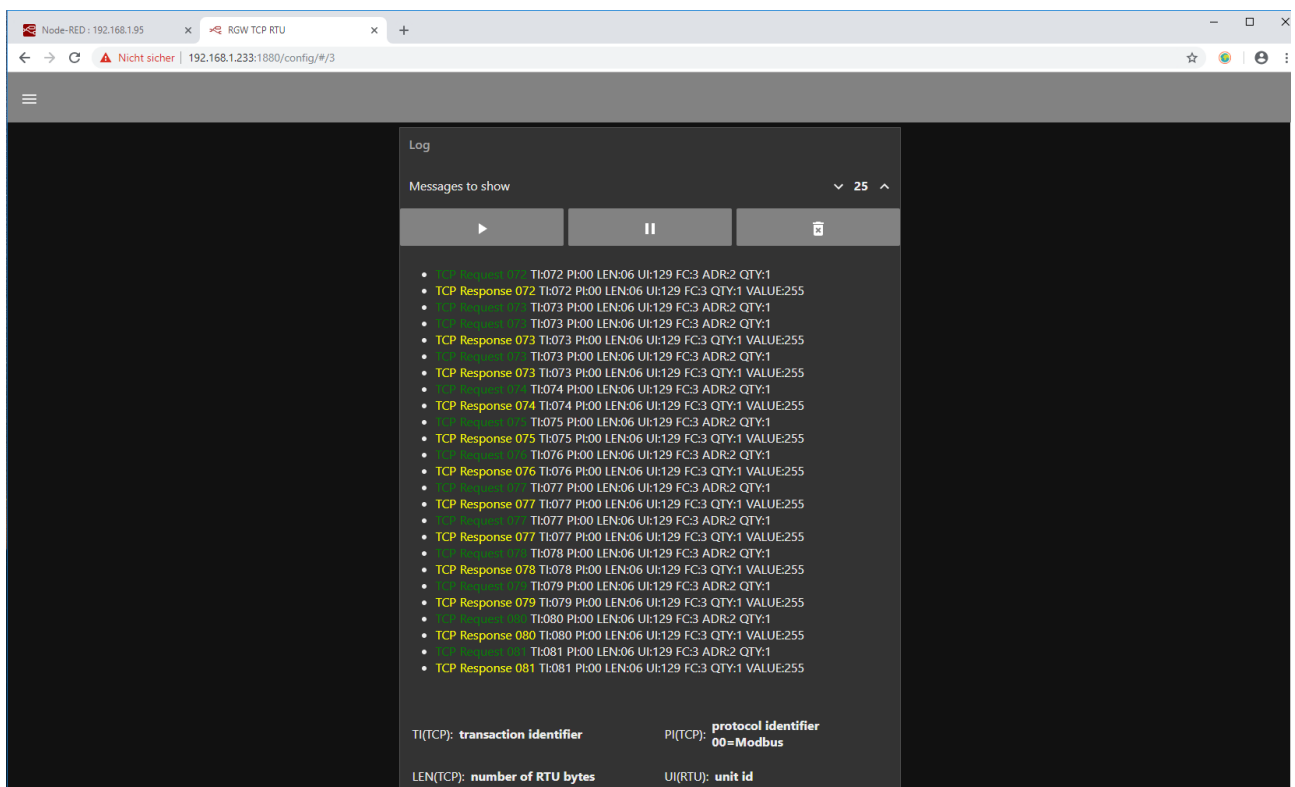 Node-RED : 192.168.1.95
RGW TCP RTU
Nicht sicher | 192.168.1.233:1880/config/#/3
Log
Messages to show 25
TCP Request 072 TI:072 PI:00 LEN:06 UI:129 FC:3 ADR:2 QTY:1
TCP Response 072 TI:072 PI:00 LEN:06 UI:129 FC:3 QTY:1 VALUE:255
TCP Request 073 TI:073 PI:00 LEN:06 UI:129 FC:3 ADR:2 QTY:1
TCP Request 073 TI:073 PI:00 LEN:06 UI:129 FC:3 ADR:2 QTY:1
TCP Response 073 TI:073 PI:00 LEN:06 UI:129 FC:3 QTY:1 VALUE:255
TCP Request 073 TI:073 PI:00 LEN:06 UI:129 FC:3 ADR:2 QTY:1
TCP Response 073 TI:073 PI:00 LEN:06 UI:129 FC:3 QTY:1 VALUE:255
TCP Request 074 TI:074 PI:00 LEN:06 UI:129 FC:3 ADR:2 QTY:1
TCP Response 074 TI:074 PI:00 LEN:06 UI:129 FC:3 QTY:1 VALUE:255
TCP Request 075 TI:075 PI:00 LEN:06 UI:129 FC:3 ADR:2 QTY:1
TCP Response 075 TI:075 PI:00 LEN:06 UI:129 FC:3 QTY:1 VALUE:255
TCP Request 076 TI:076 PI:00 LEN:06 UI:129 FC:3 ADR:2 QTY:1
TCP Response 076 TI:076 PI:00 LEN:06 UI:129 FC:3 QTY:1 VALUE:255
TCP Request 077 TI:077 PI:00 LEN:06 UI:129 FC:3 ADR:2 QTY:1
TCP Response 077 TI:077 PI:00 LEN:06 UI:129 FC:3 QTY:1 VALUE:255
TCP Request 077 TI:077 PI:00 LEN:06 UI:129 FC:3 ADR:2 QTY:1
TCP Response 077 TI:077 PI:00 LEN:06 UI:129 FC:3 QTY:1 VALUE:255
TCP Request 078 TI:078 PI:00 LEN:06 UI:129 FC:3 ADR:2 QTY:1
TCP Response 078 TI:078 PI:00 LEN:06 UI:129 FC:3 QTY:1 VALUE:255
TCP Request 079 TI:079 PI:00 LEN:06 UI:129 FC:3 ADR:2 QTY:1
TCP Response 079 TI:079 PI:00 LEN:06 UI:129 FC:3 QTY:1 VALUE:255
TCP Request 080 TI:080 PI:00 LEN:06 UI:129 FC:3 ADR:2 QTY:1
TCP Response 080 TI:080 PI:00 LEN:06 UI:129 FC:3 QTY:1 VALUE:255
TCP Request 081 TI:081 PI:00 LEN:06 UI:129 FC:3 ADR:2 QTY:1
TCP Response 081 TI:081 PI:00 LEN:06 UI:129 FC:3 QTY:1 VALUE:255
TI(TCP): transaction identifier
PI(TCP): protocol identifier
00=Modbus
LEN(TCP): number of RTU bytes
UI(RTU): unit id